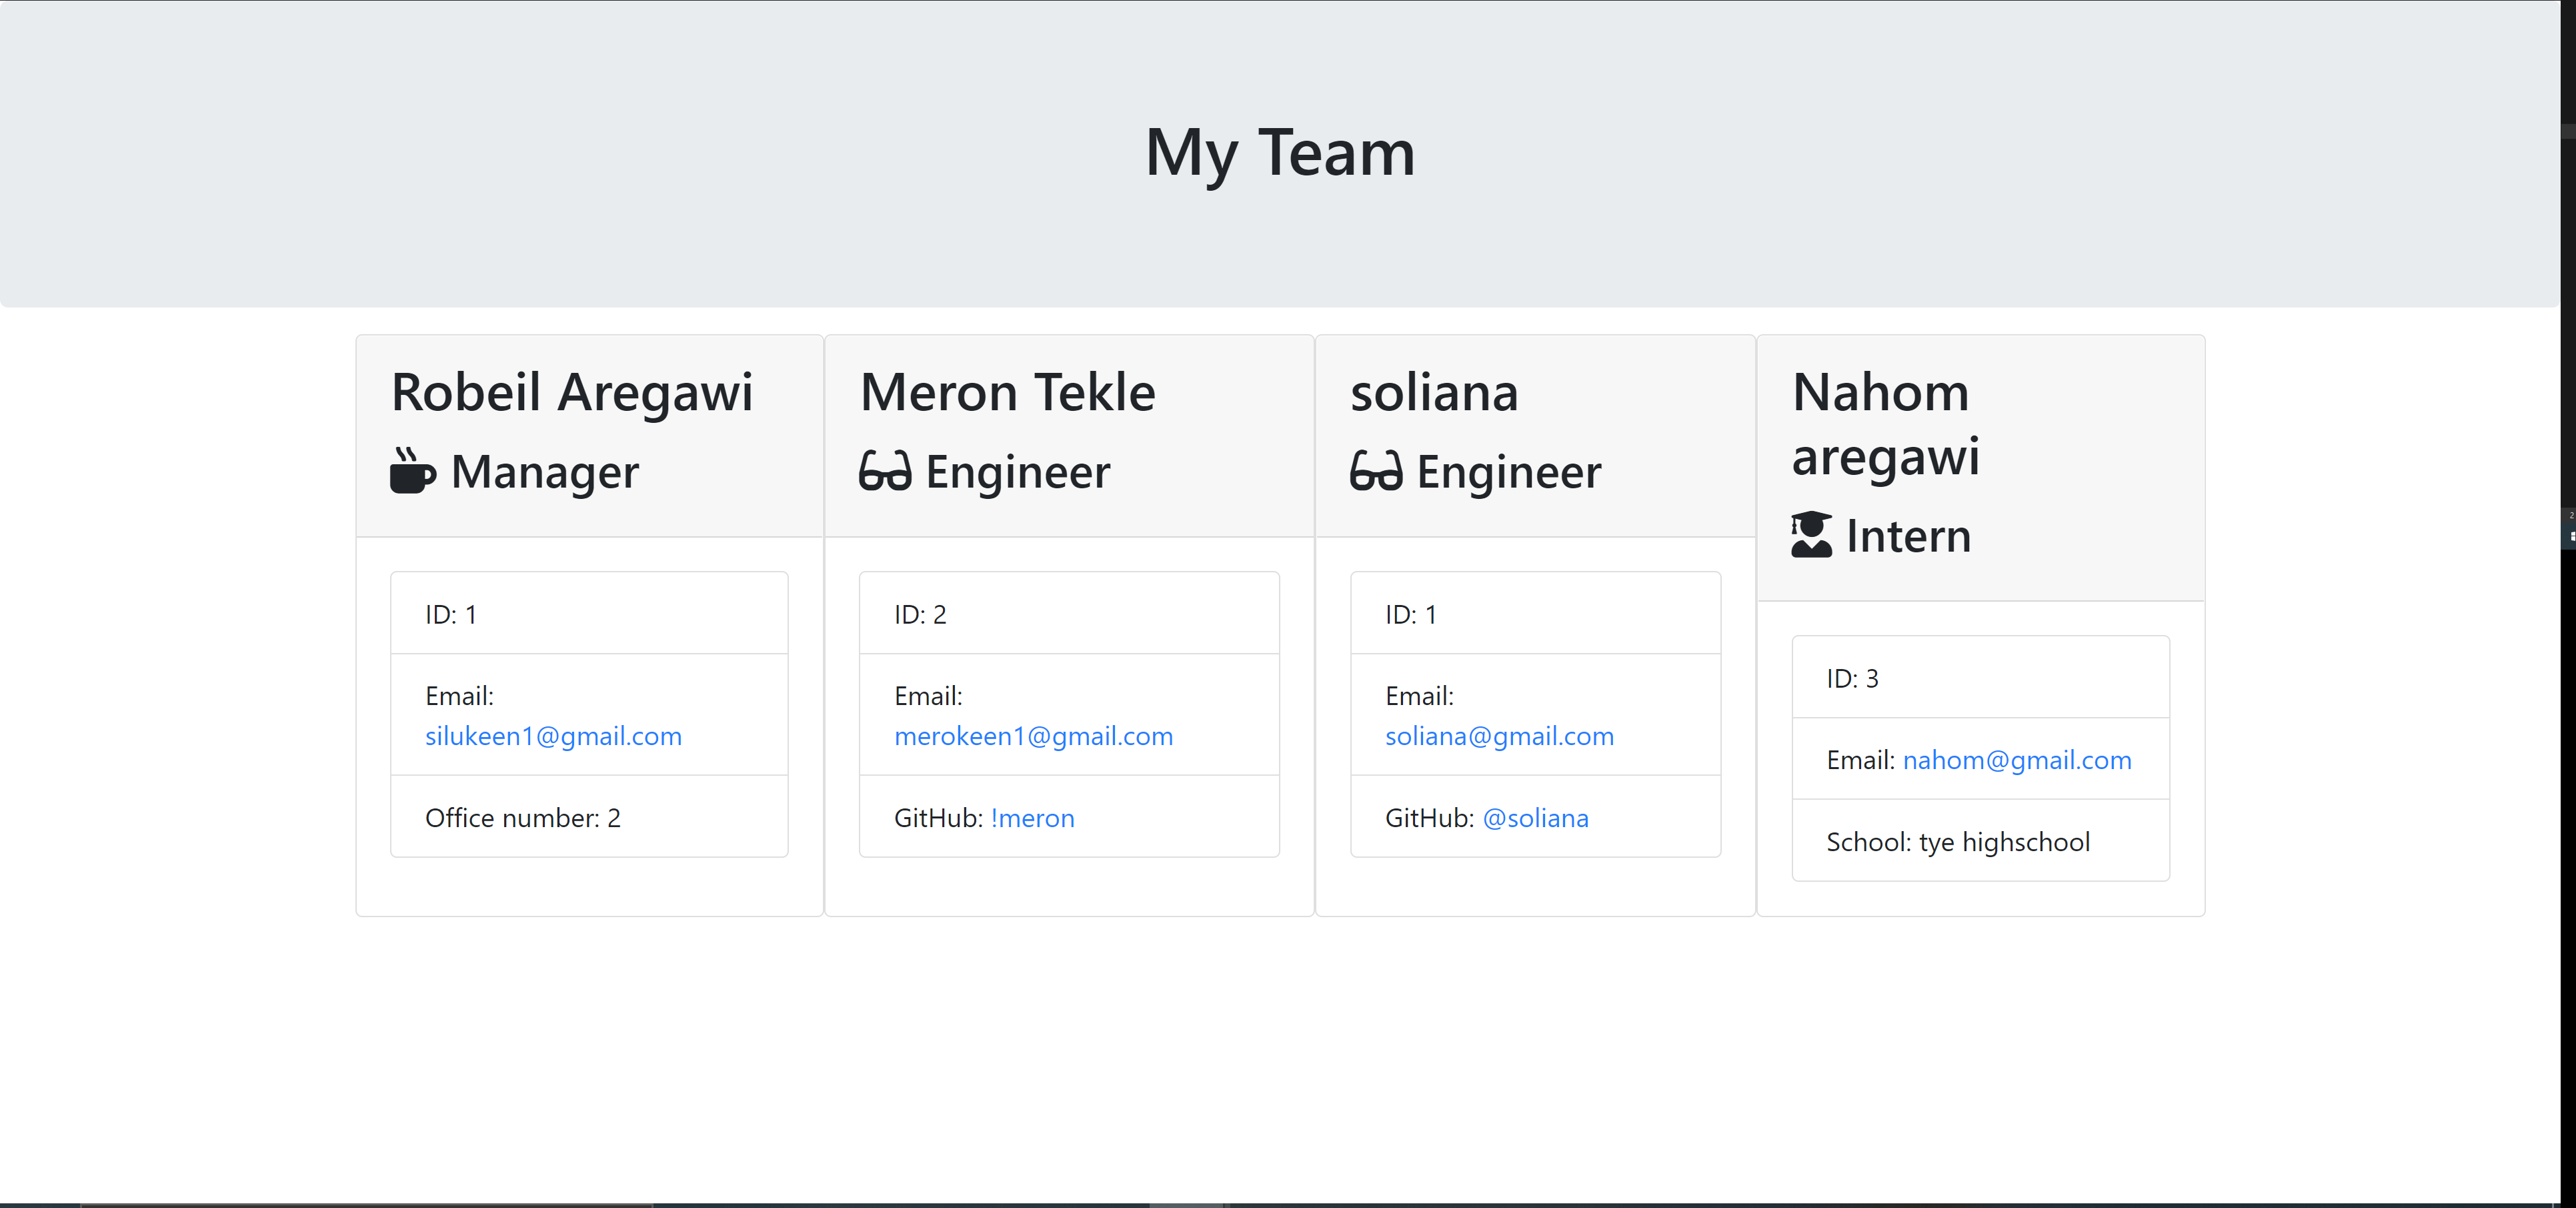 My Team
Robeil Aregawi
Manager
ID: 1
Email:
silukeen1@gmail.com
Office number: 2
Meron Tekle
Engineer
ID: 2
Email:
merokeen1@gmail.com
GitHub: !meron
soliana
Engineer
ID: 1
Email:
soliana@gmail.com
GitHub: @soliana
Nahom
aregawi
Intern
ID: 3
Email: nahom@gmail.com
School: tye highschool
2